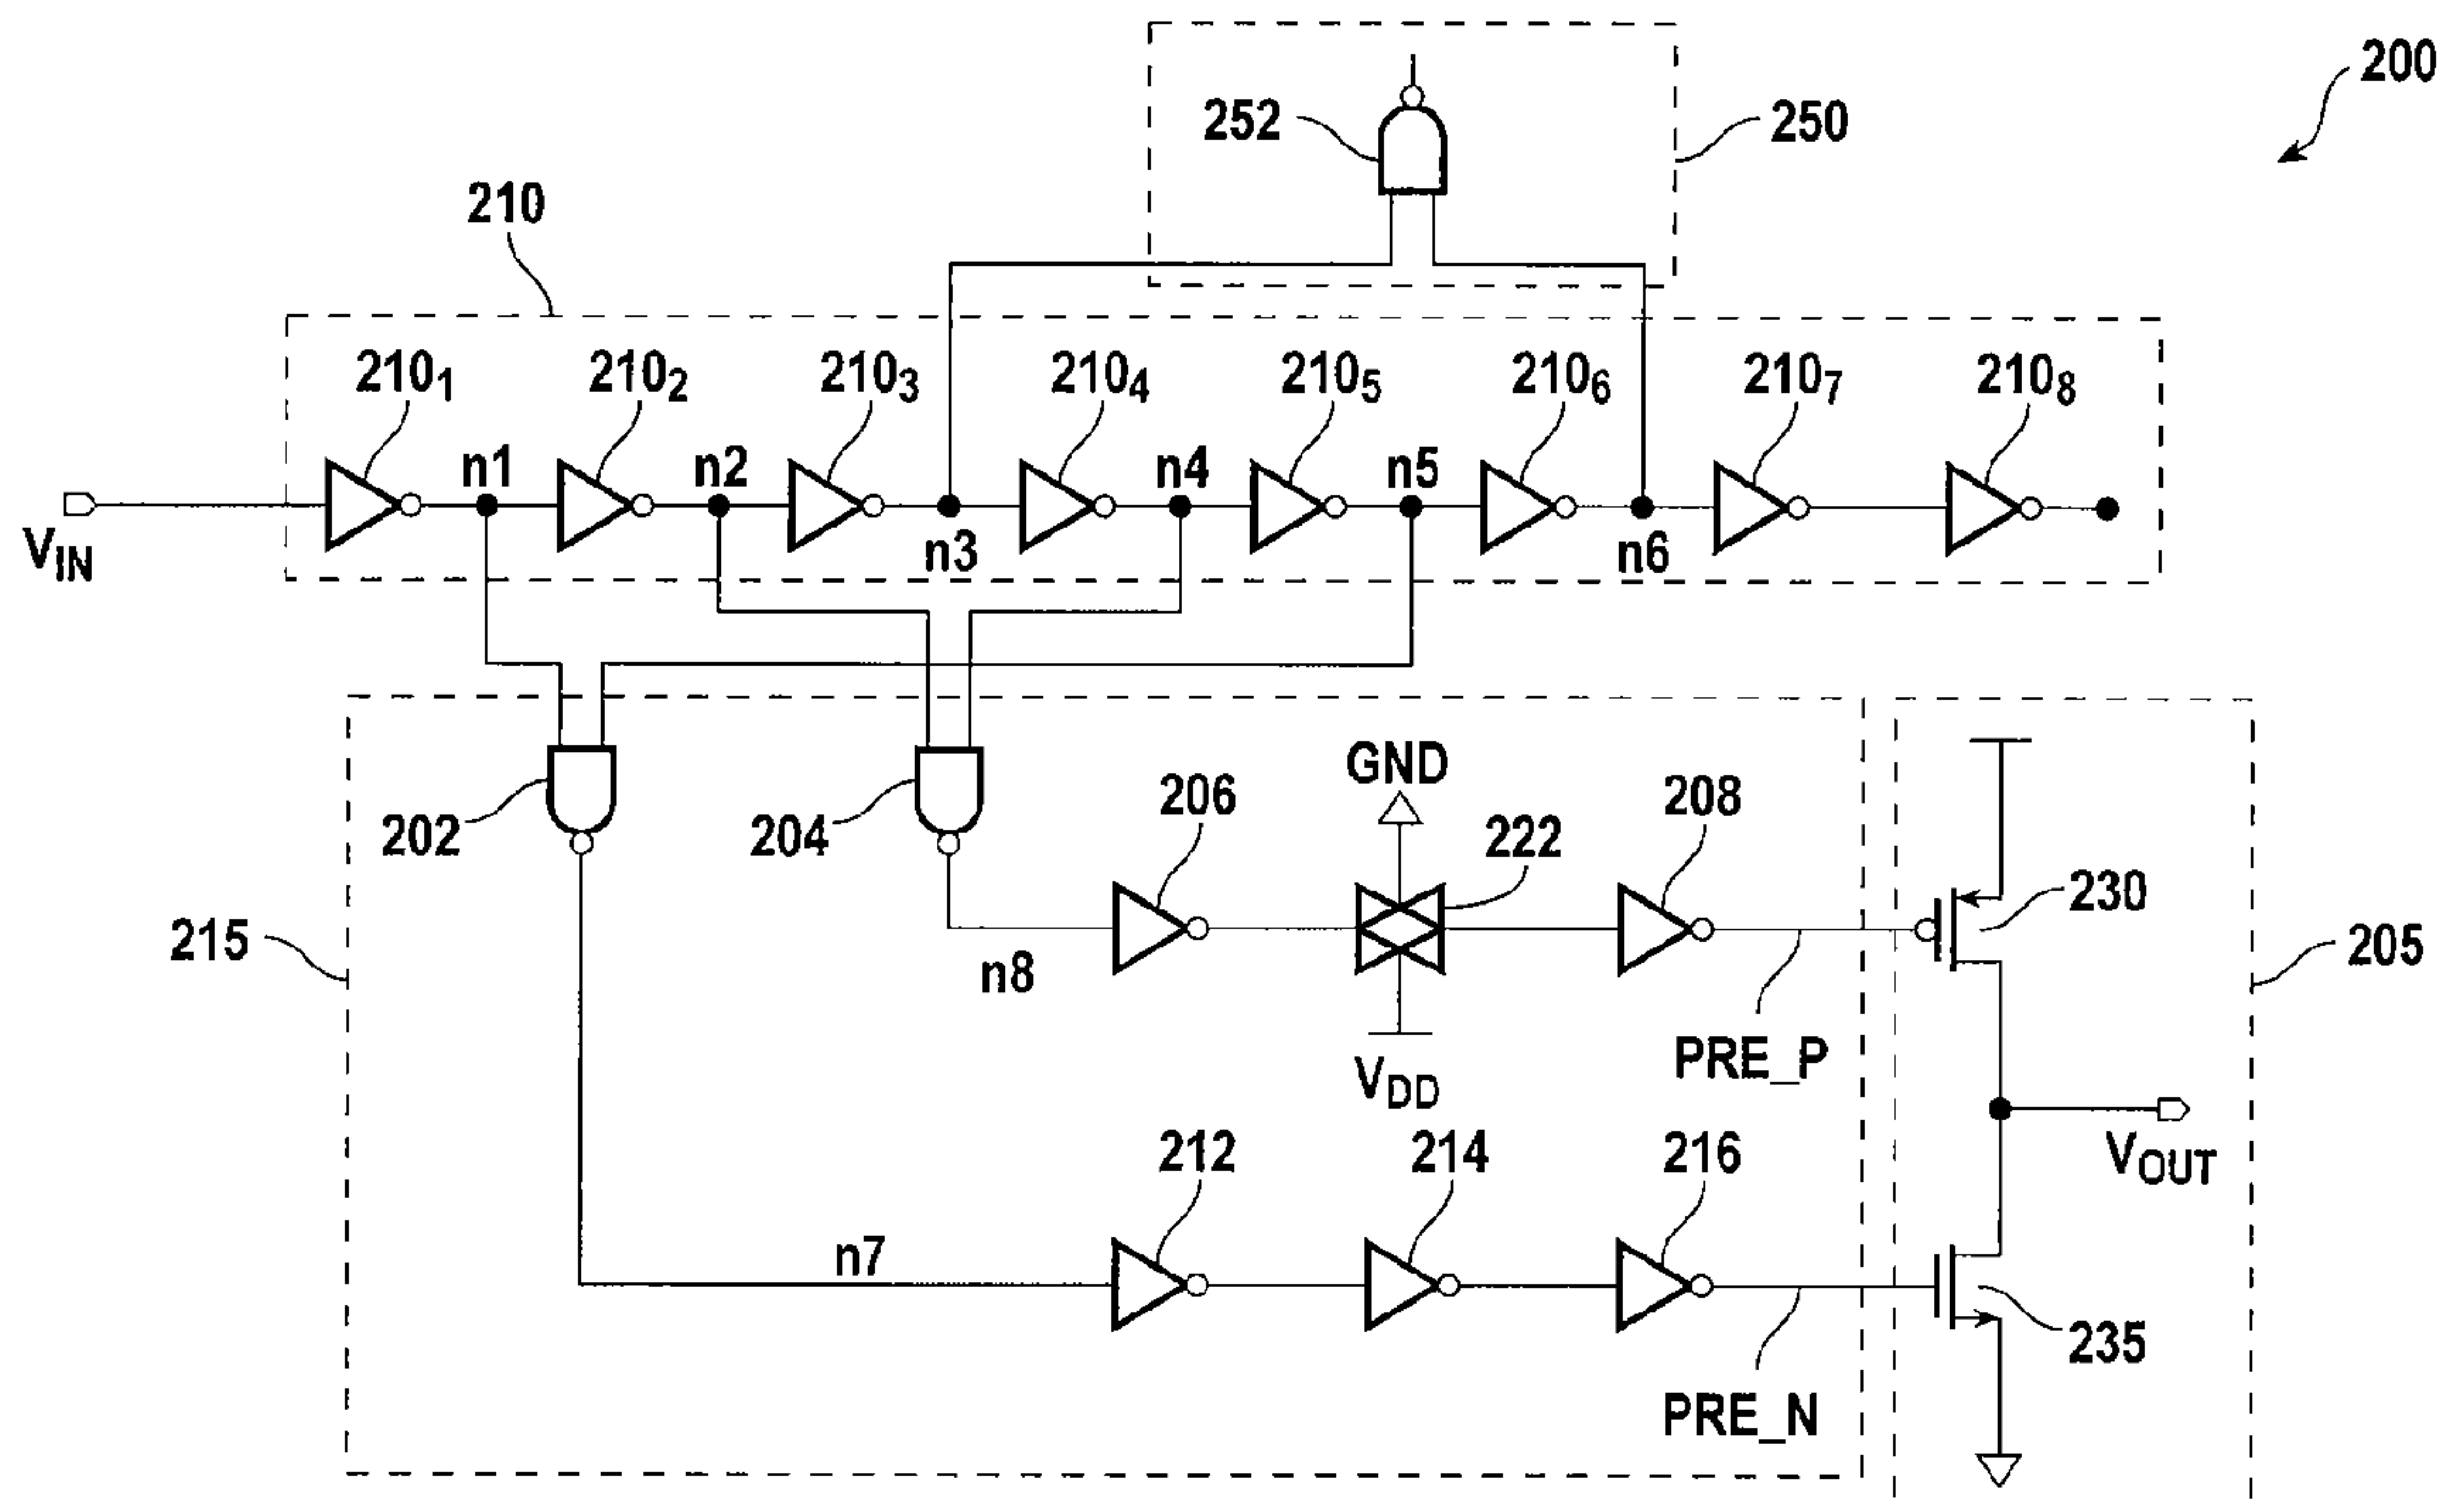 200
252
250
210
210₁
210₂
210₃
210₄
210₅
210₆
210₇
210₈
n1
n2
n4
n5
V_IN
n3
n6
GND
202
204
206
222
208
230
215
205
n8
PRE_P
V_DD
212
214
216
V_OUT
n7
235
PRE_N